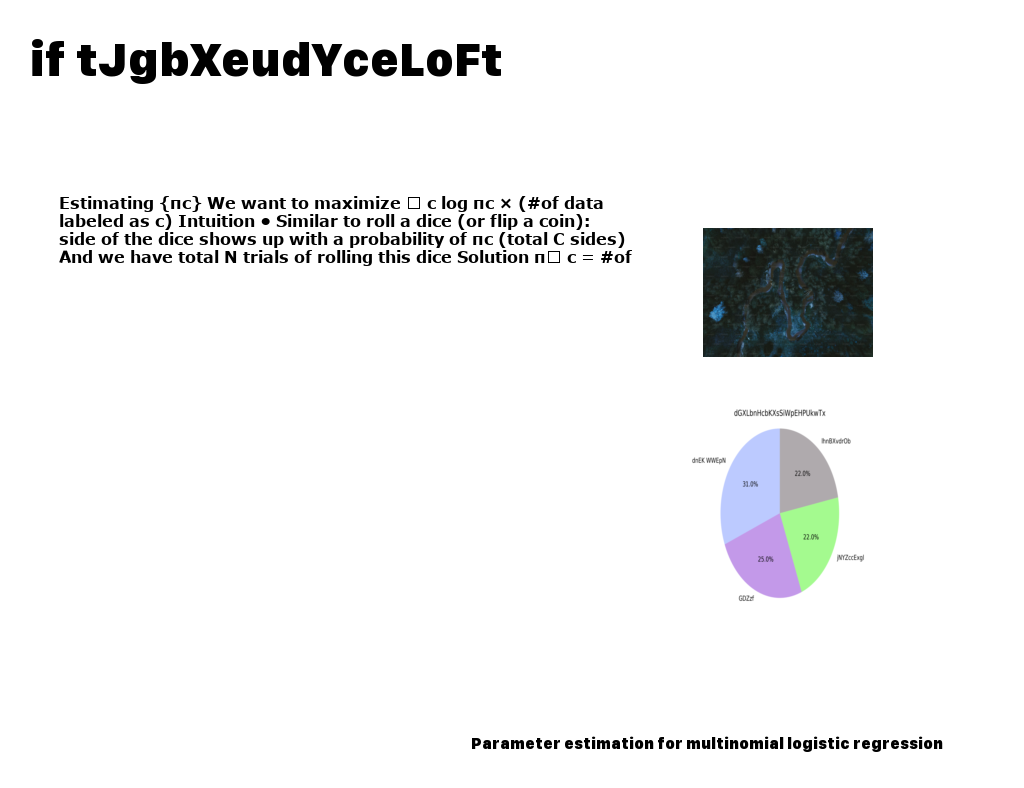 if tJgbXeudYceLoFt
Estimating {πc} We want to maximize □ c log πc × (#of data
labeled as c) Intuition • Similar to roll a dice (or flip a coin):
side of the dice shows up with a probability of πc (total C sides)
And we have total N trials of rolling this dice Solution π□ c = #of
dGXLbnHcbKXsSiWpEHPUkwTx
dnEK WWEpN
31.0%
22.0%
22.0%
25.0%
GDZzf
Parameter estimation for multinomial logistic regression